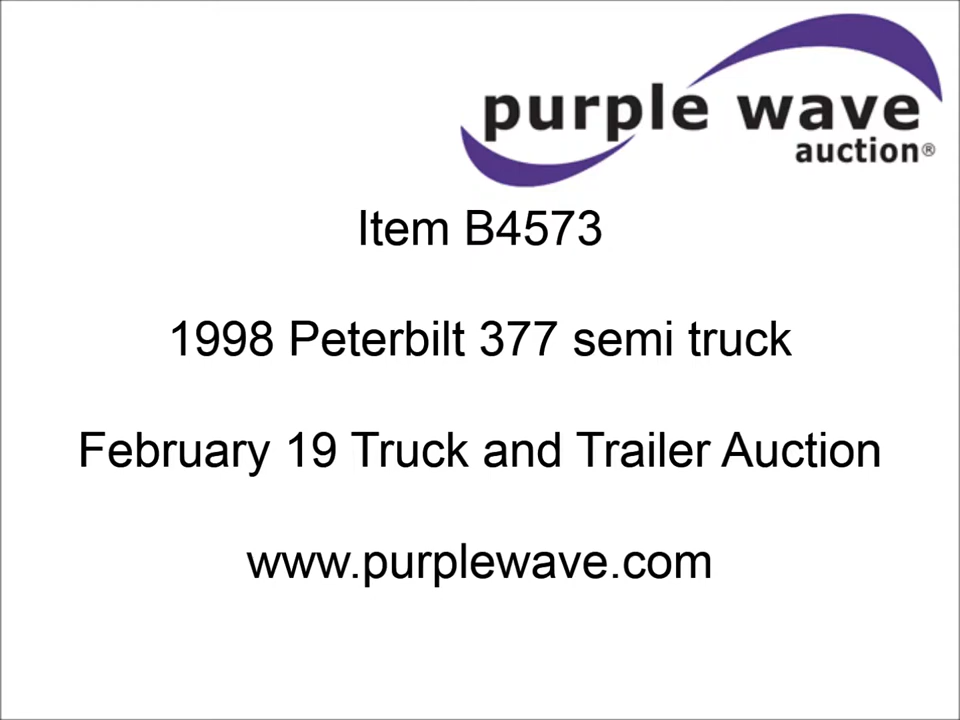 purple wave
auction®
Item B4573
1998 Peterbilt 377 semi truck
February 19 Truck and Trailer Auction
www.purplewave.com